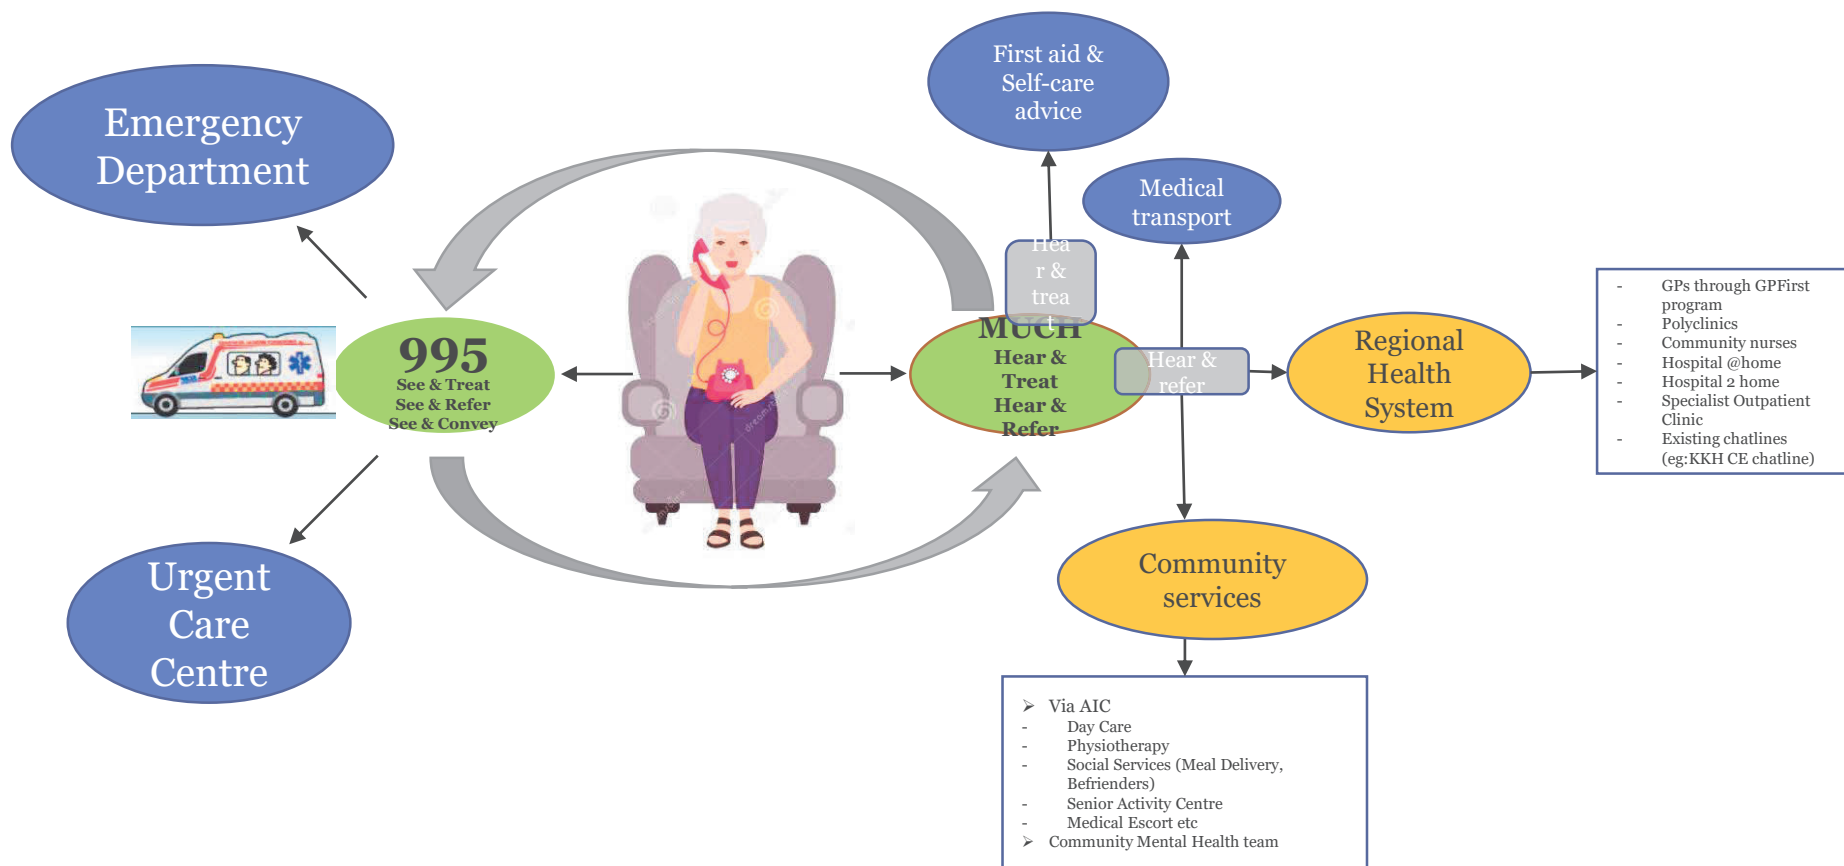 First aid &
Self-care
advice
Emergency
Department
Medical
transport
Hea
r &
trea
t
995
See & Treat
See & Refer
See & Convey
MUCH
Hear &
Treat
Hear &
Refer
Hear &
refer
Regional
Health
System
- GPs through GPFirst
program
- Polyclinics
- Community nurses
- Hospital @home
- Hospital 2 home
- Specialist Outpatient
Clinic
- Existing chatlines
(eg:KKH CE chatline)
Urgent
Care
Centre
Community
services
➢ Via AIC
- Day Care
- Physiotherapy
- Social Services (Meal Delivery,
Befrienders)
- Senior Activity Centre
- Medical Escort etc
➢ Community Mental Health team